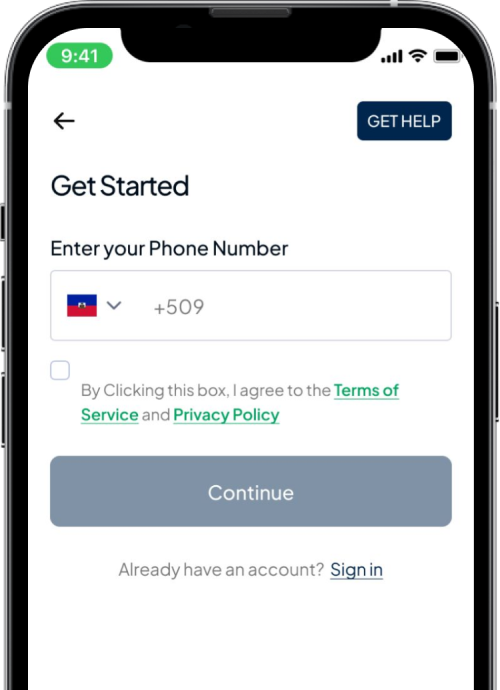 9:41
GET HELP
Get Started
Enter your Phone Number
+509
By Clicking this box, I agree to the Terms of
Service and Privacy Policy
Continue
Already have an account? Sign in